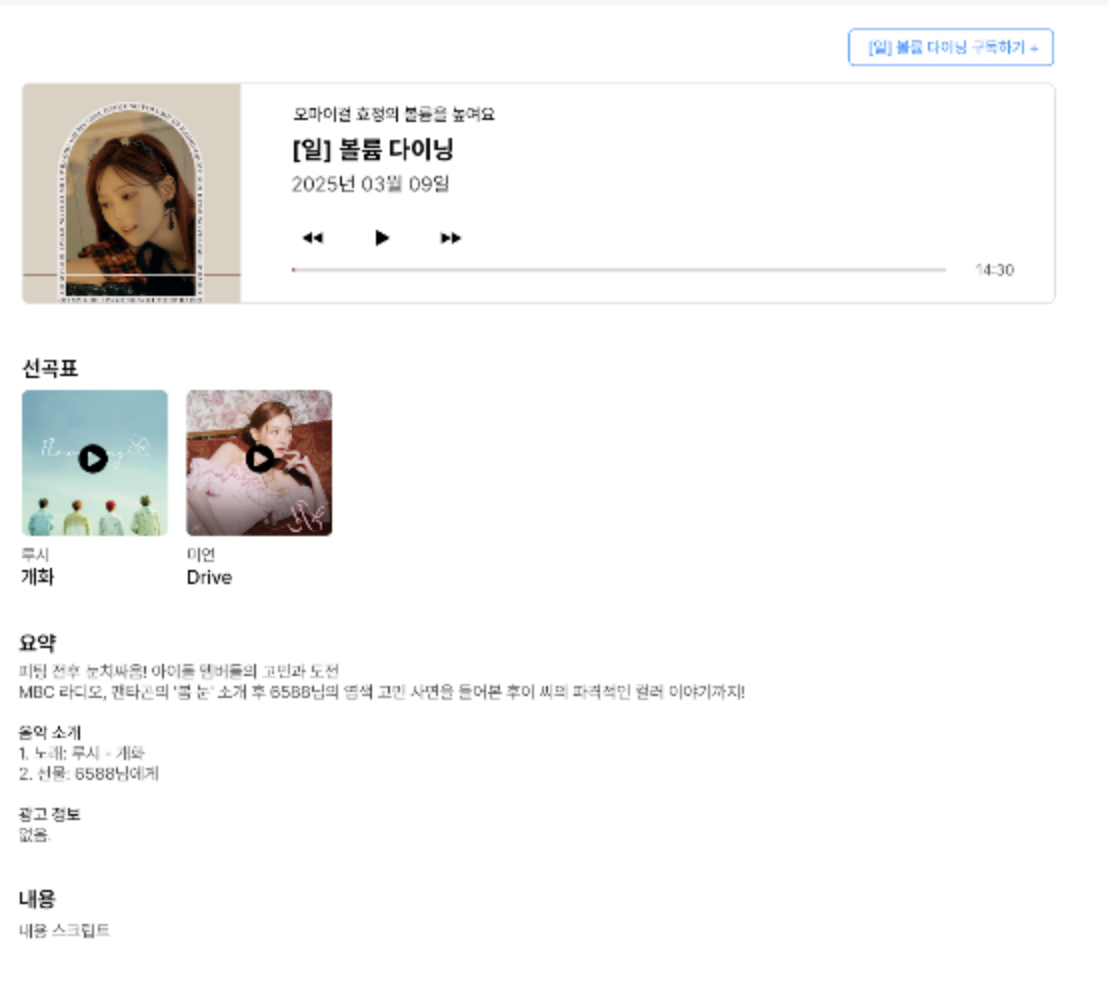 [일] 볼륨 다이닝 구독하기 +
오마이걸 효정의 볼륨을 높여요
[일] 볼륨 다이닝
2025년 03월 09일
14:30
선곡표
루시
개화
미연
Drive
요약
피팅 전후 눈치싸움! 아이돌 멤버들의 고민과 도전
MBC 라디오, 펜타곤의 '봄 눈' 소개 후 6588님의 염색 고민 사연을 들어본 후이 씨의 파격적인 컬러 이야기까지!
음악 소개
1. 노래: 루시 - 개화
2. 선물: 6588님에게
광고 정보
없음.
내용
내용 스크립트